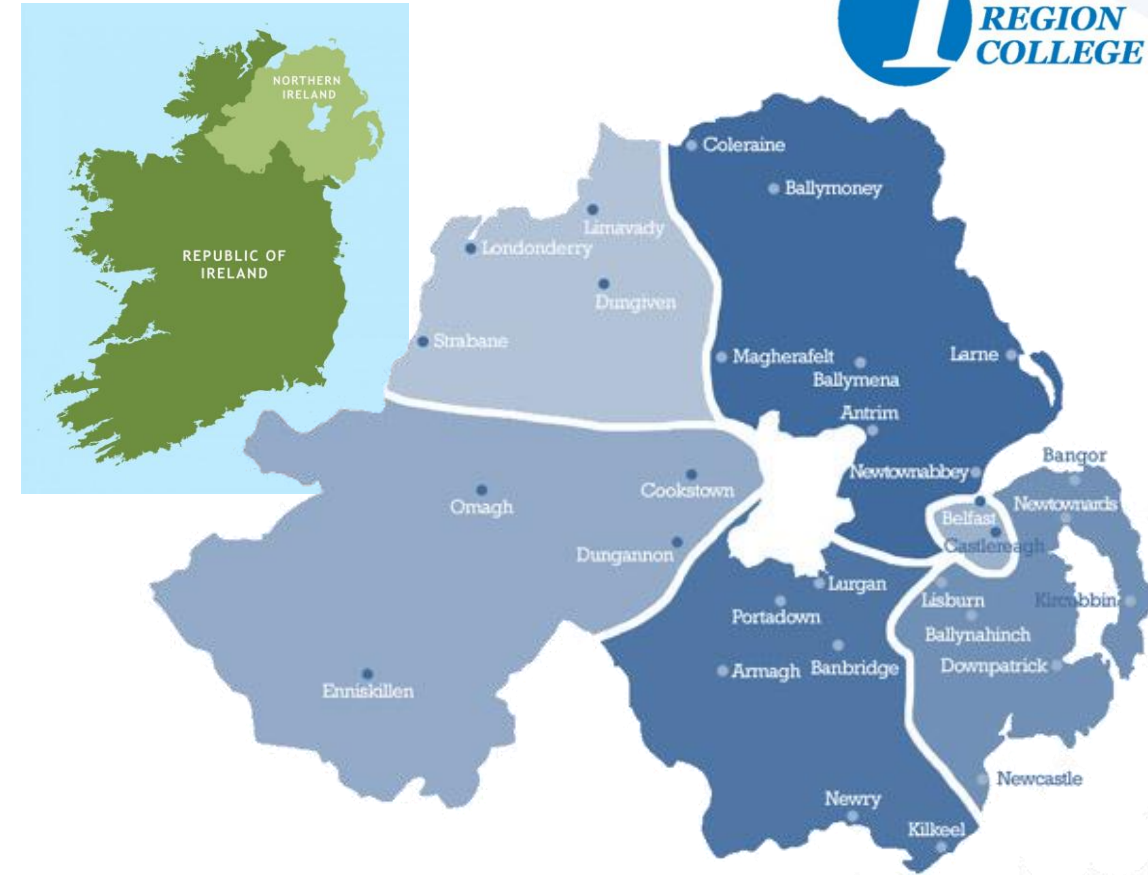 REGION
COLLEGE
NORTHERN
IRELAND
REPUBLIC OF
IRELAND
Coleraine
Ballymoney
Limavady
Londonderry
Dungiven
Strabane
Magherafelt
Larne
Ballymena
Antrim
Bangor
Newtownabbey
Cookstown
Newtownards
Omagh
Belfast
Castlereagh
Dungannon
Lurgan
Lisburn
Kircubbin
Portadown
Ballynahinch
Armagh
Banbridge
Downpatrick
Enniskillen
Newcastle
Newry
Kilkeel